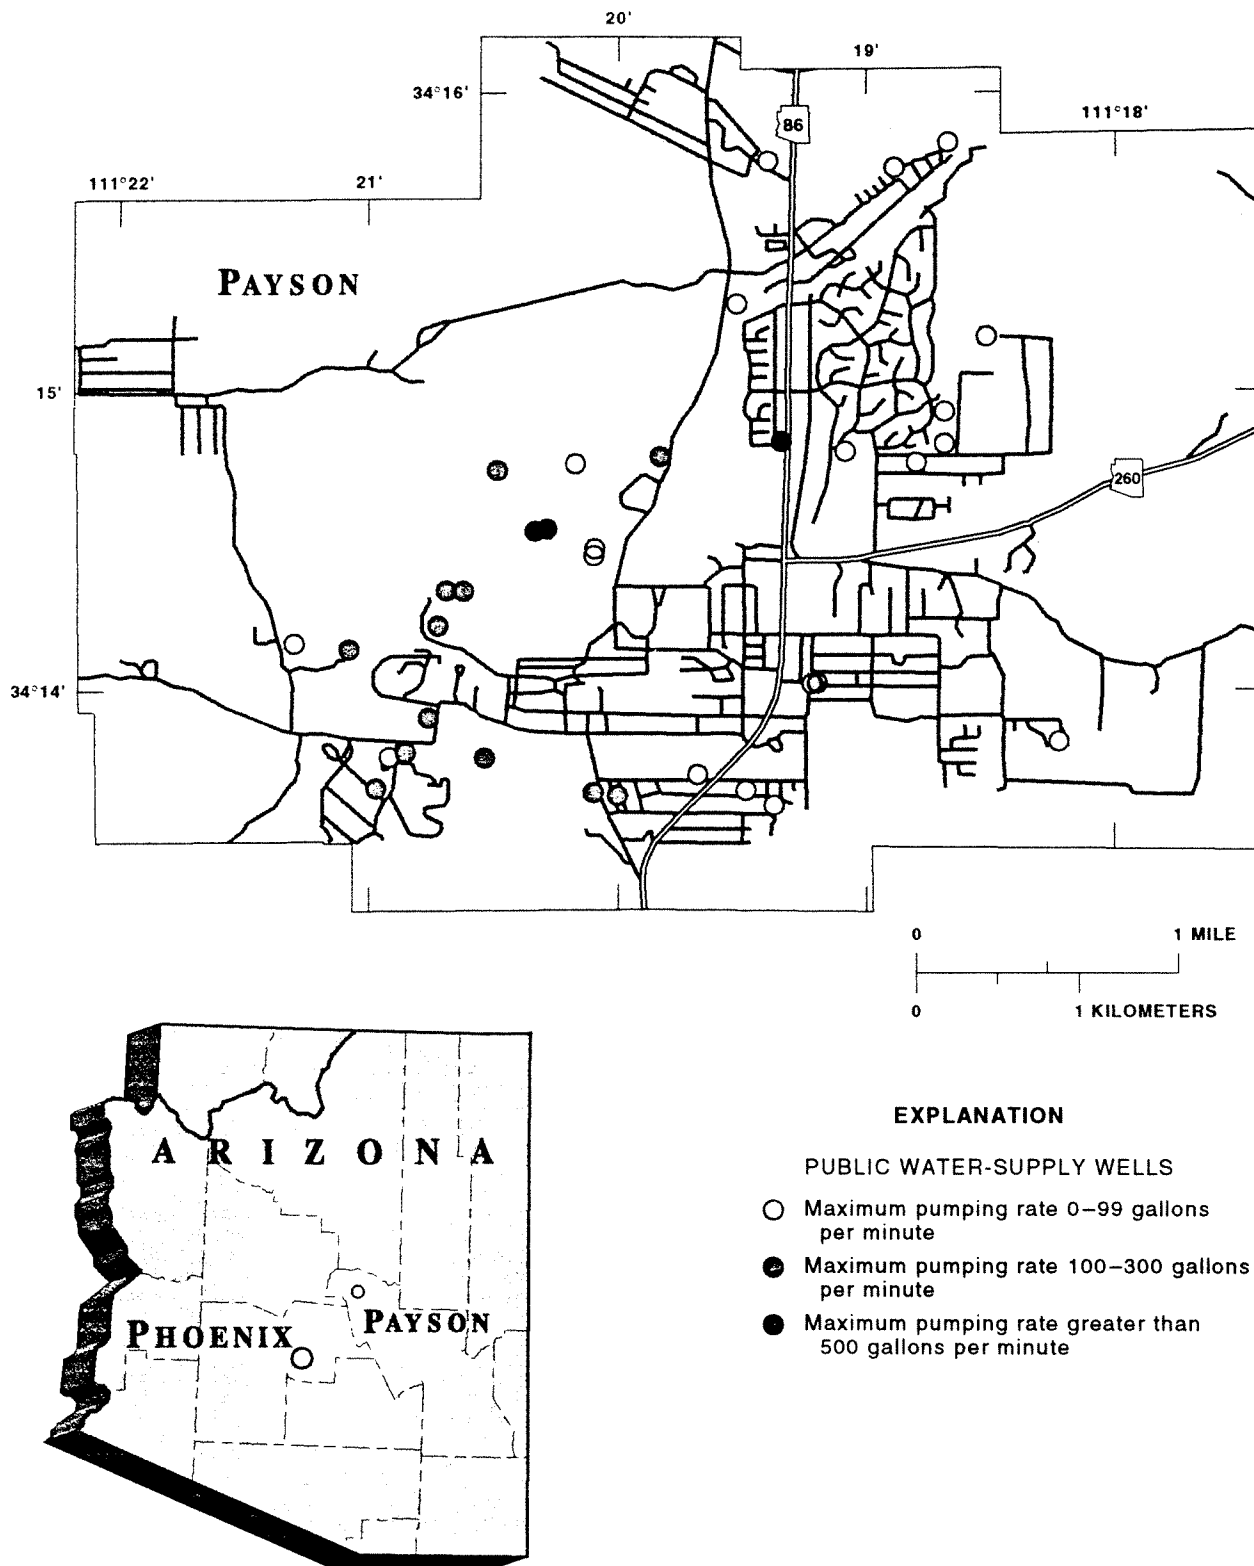 20'
19'
34°16'
86
111°18'
111°22'
21'
PAYSON
15'
260
34°14'
0 1 MILE
0 1 KILOMETERS
ARIZONA
PHOENIX
PAYSON
EXPLANATION
PUBLIC WATER-SUPPLY WELLS
Maximum pumping rate 0–99 gallons
per minute
Maximum pumping rate 100–300 gallons
per minute
Maximum pumping rate greater than
500 gallons per minute